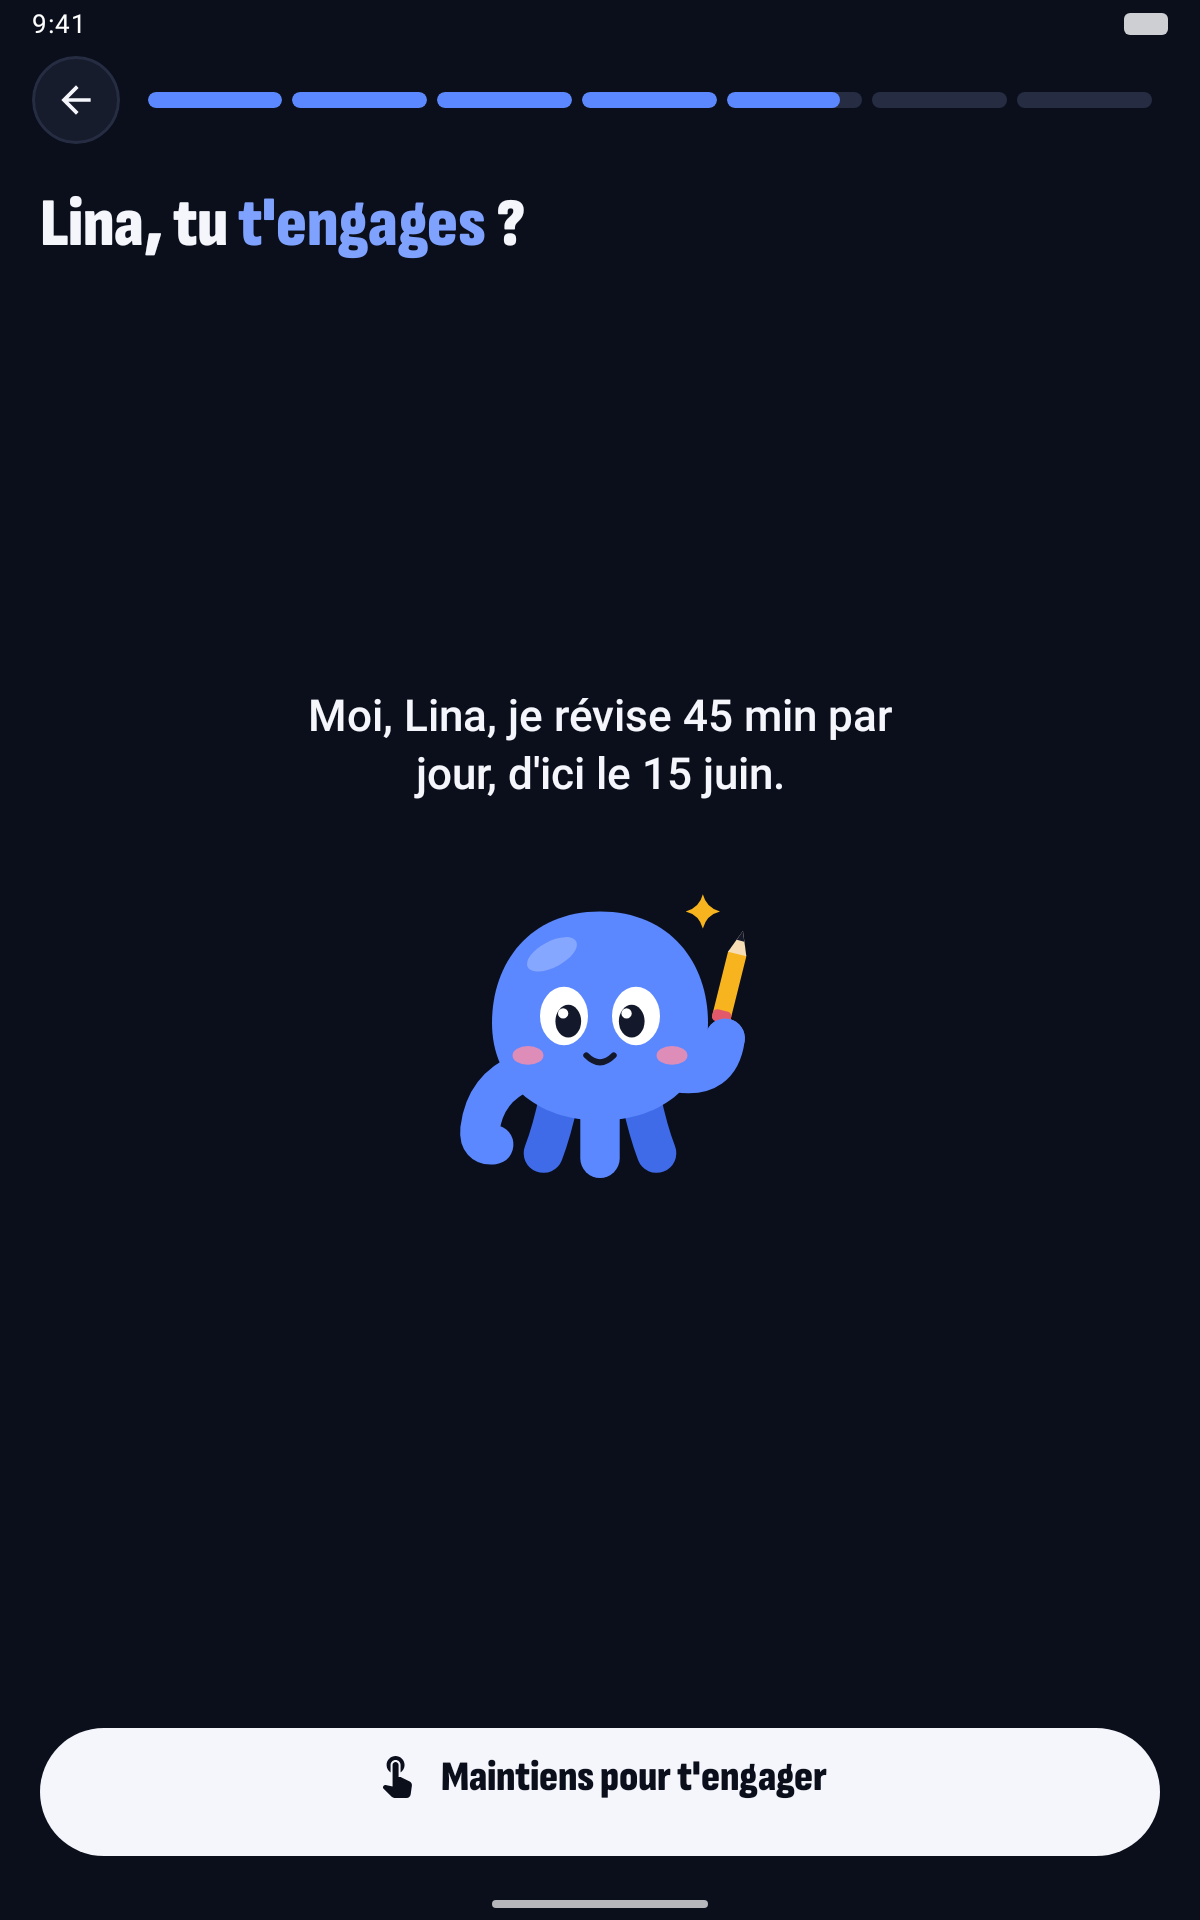 9:41
Lina, tu t'engages ?
Moi, Lina, je révise 45 min par
jour, d'ici le 15 juin.
Maintiens pour t'engager